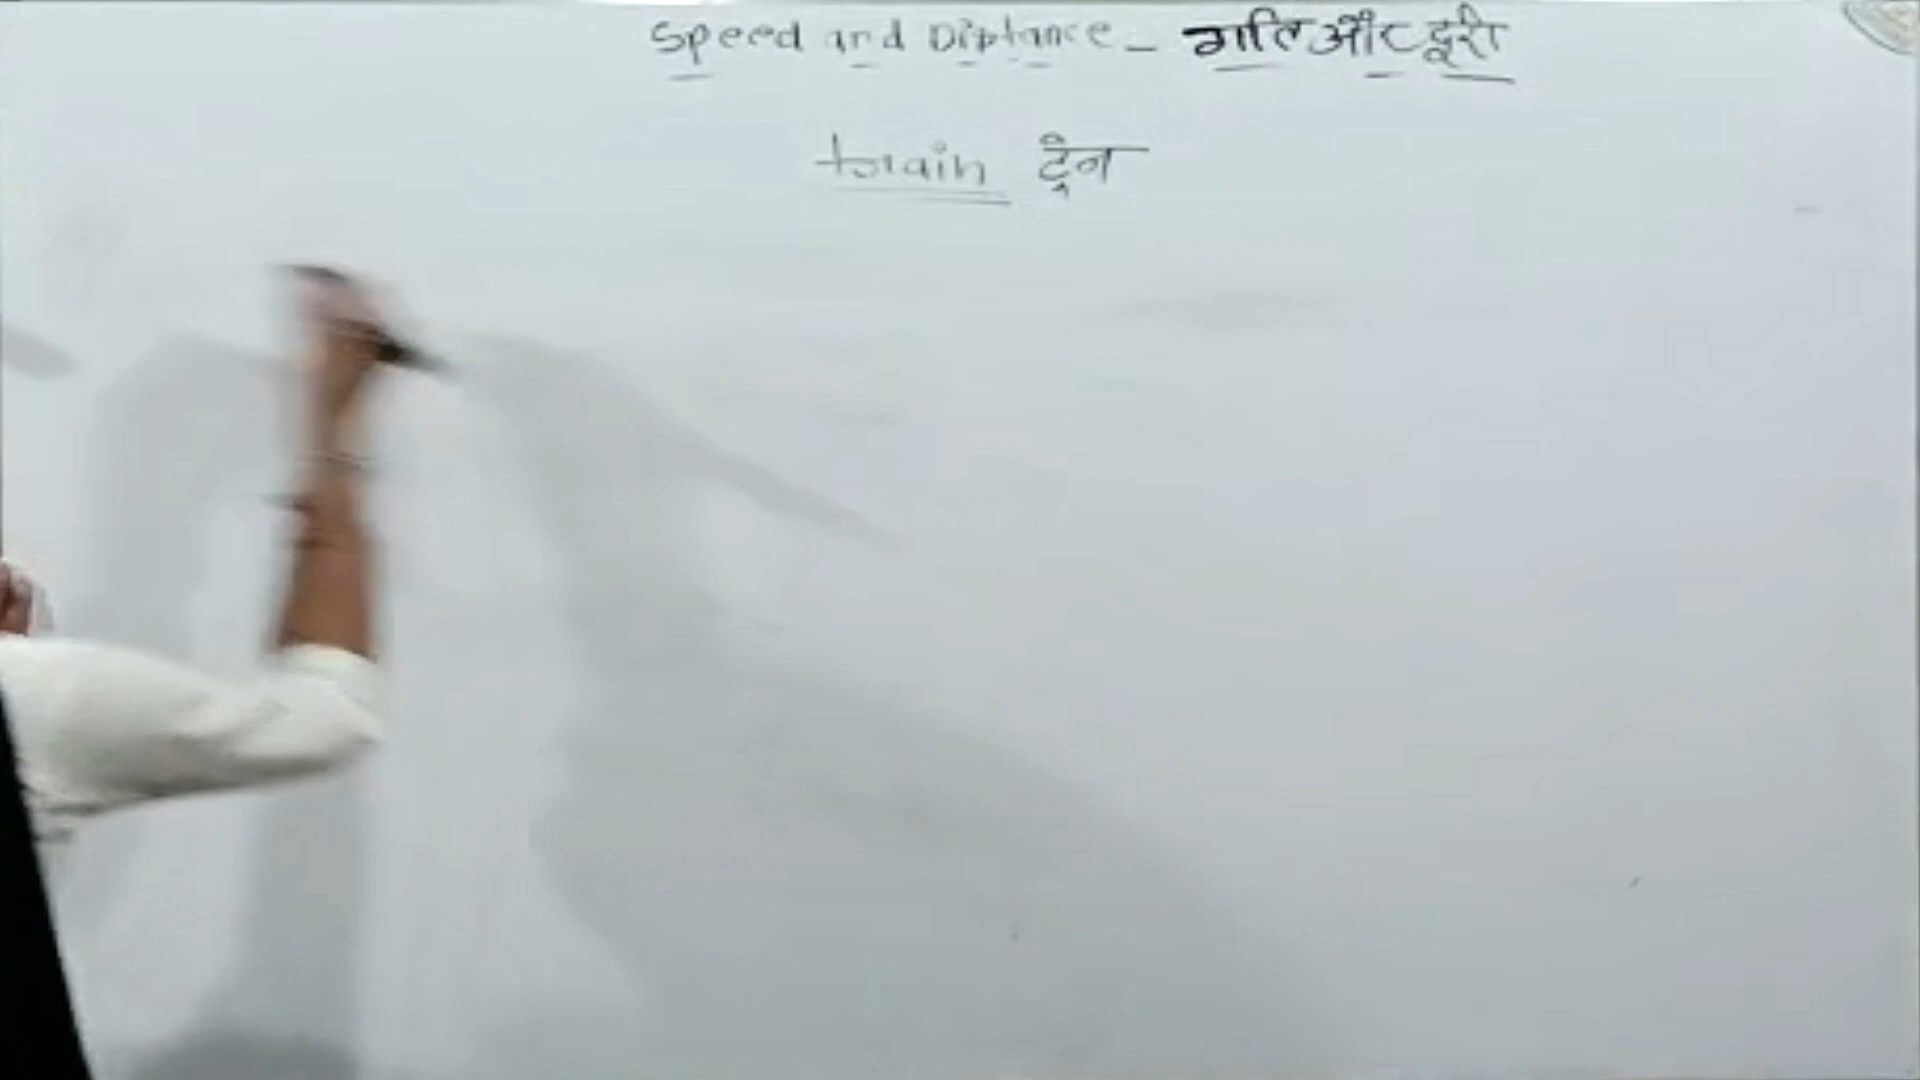 Speed and Distance - गति और दूरी
train ट्रेन